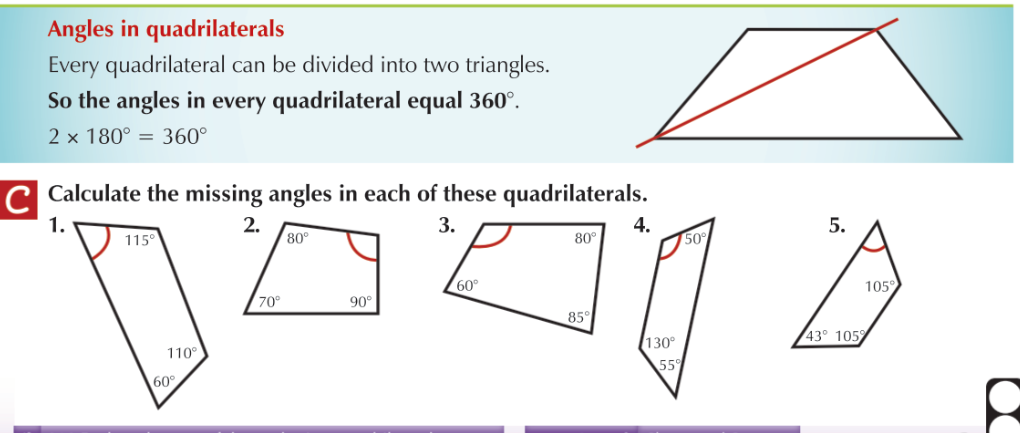 Angles in quadrilaterals
Every quadrilateral can be divided into two triangles.
So the angles in every quadrilateral equal 360°.
2 × 180° = 360°
C Calculate the missing angles in each of these quadrilaterals.
1. 2. 3. 4. 5.
115° 80° 80° 50°
60° 105°
70° 90° 85°
130° 43° 105°
110° 55°
60°